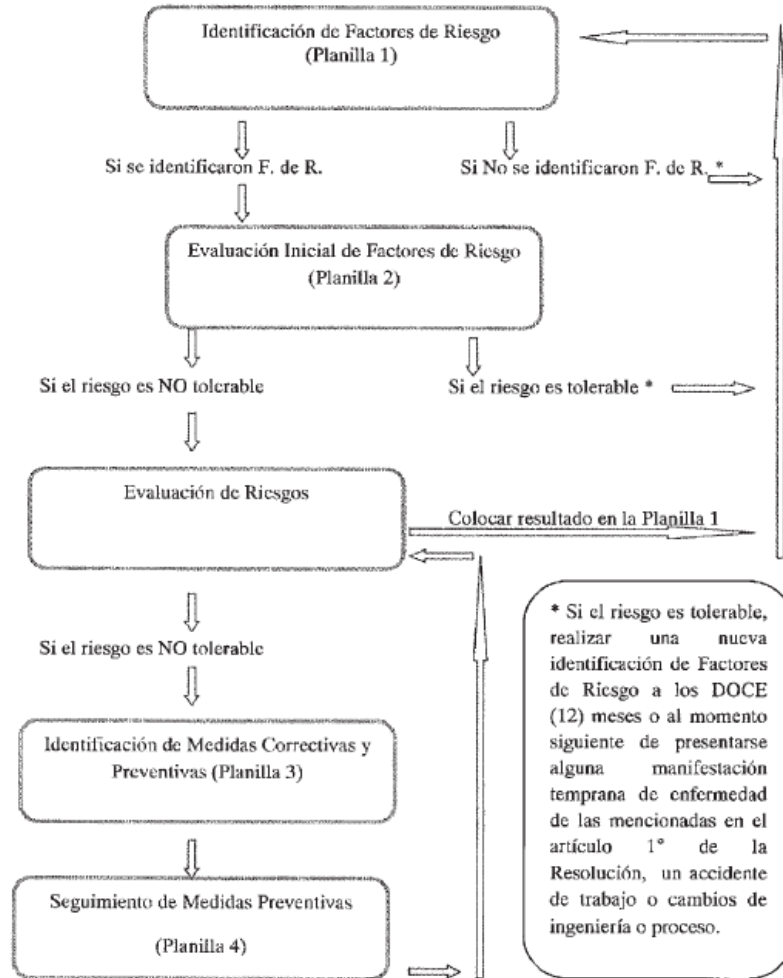 Identificación de Factores de Riesgo
(Planilla 1)
Si se identificaron F. de R.
Si No se identificaron F. de R. *
Evaluación Inicial de Factores de Riesgo
(Planilla 2)
Si el riesgo es NO tolerable
Si el riesgo es tolerable *
Evaluación de Riesgos
Colocar resultado en la Planilla 1
Si el riesgo es NO tolerable
Identificación de Medidas Correctivas y
Preventivas (Planilla 3)
Seguimiento de Medidas Preventivas
(Planilla 4)
* Si el riesgo es tolerable,
realizar una nueva
identificación de Factores
de Riesgo a los DOCE
(12) meses o al momento
siguiente de presentarse
alguna manifestación
temprana de enfermedad
de las mencionadas en el
artículo 1° de la
Resolución, un accidente
de trabajo o cambios de
ingeniería o proceso.